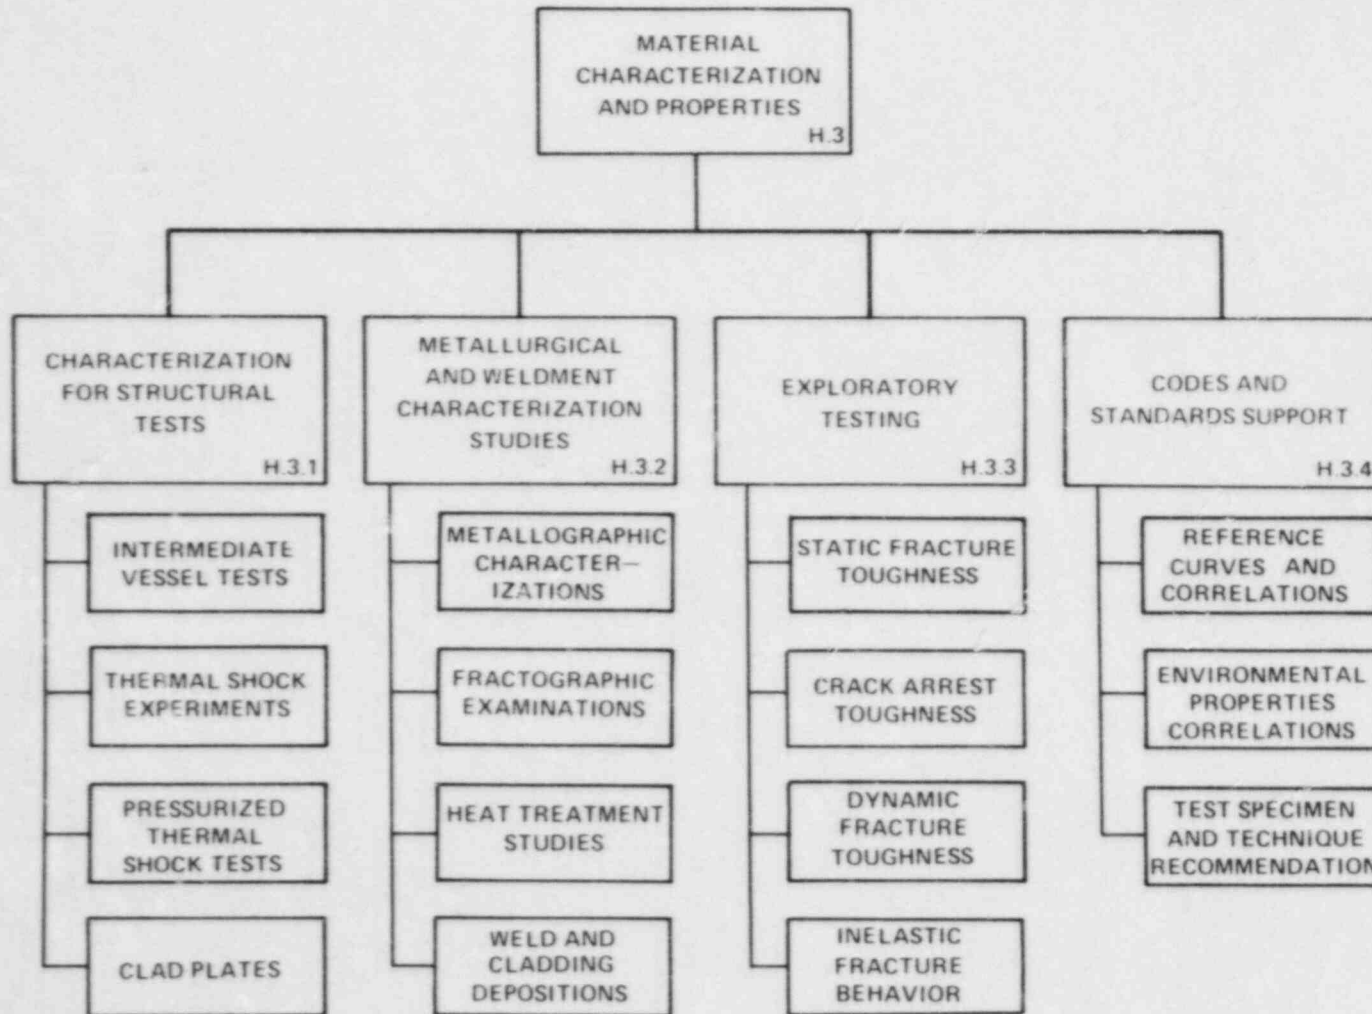 MATERIAL
CHARACTERIZATION
AND PROPERTIES
H.3
CHARACTERIZATION
FOR STRUCTURAL
TESTS
H.3.1
METALLURGICAL
AND WELDMENT
CHARACTERIZATION
STUDIES
H.3.2
EXPLORATORY
TESTING
H.3.3
CODES AND
STANDARDS SUPPORT
H.3.4
INTERMEDIATE
VESSEL TESTS
THERMAL SHOCK
EXPERIMENTS
PRESSURIZED
THERMAL
SHOCK TESTS
CLAD PLATES
METALLOGRAPHIC
CHARACTER—
IZATIONS
FRACTOGRAPHIC
EXAMINATIONS
HEAT TREATMENT
STUDIES
WELD AND
CLADDING
DEPOSITIONS
STATIC FRACTURE
TOUGHNESS
CRACK ARREST
TOUGHNESS
DYNAMIC
FRACTURE
TOUGHNESS
INELASTIC
FRACTURE
BEHAVIOR
REFERENCE
CURVES AND
CORRELATIONS
ENVIRONMENTAL
PROPERTIES
CORRELATIONS
TEST SPECIMEN
AND TECHNIQUE
RECOMMENDATION